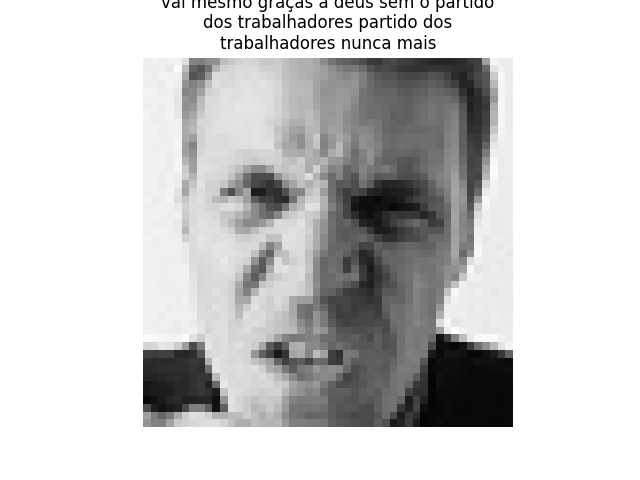 vai mesmo graças a deus sem o partido
dos trabalhadores partido dos
trabalhadores nunca mais